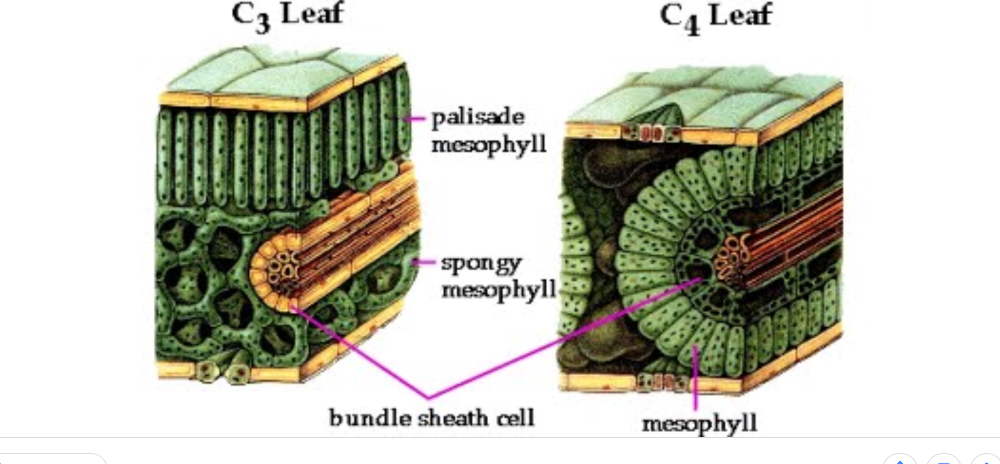 C3 Leaf
C4 Leaf
palisade
mesophyll
spongy
mesophyll
bundle sheath cell
mesophyll